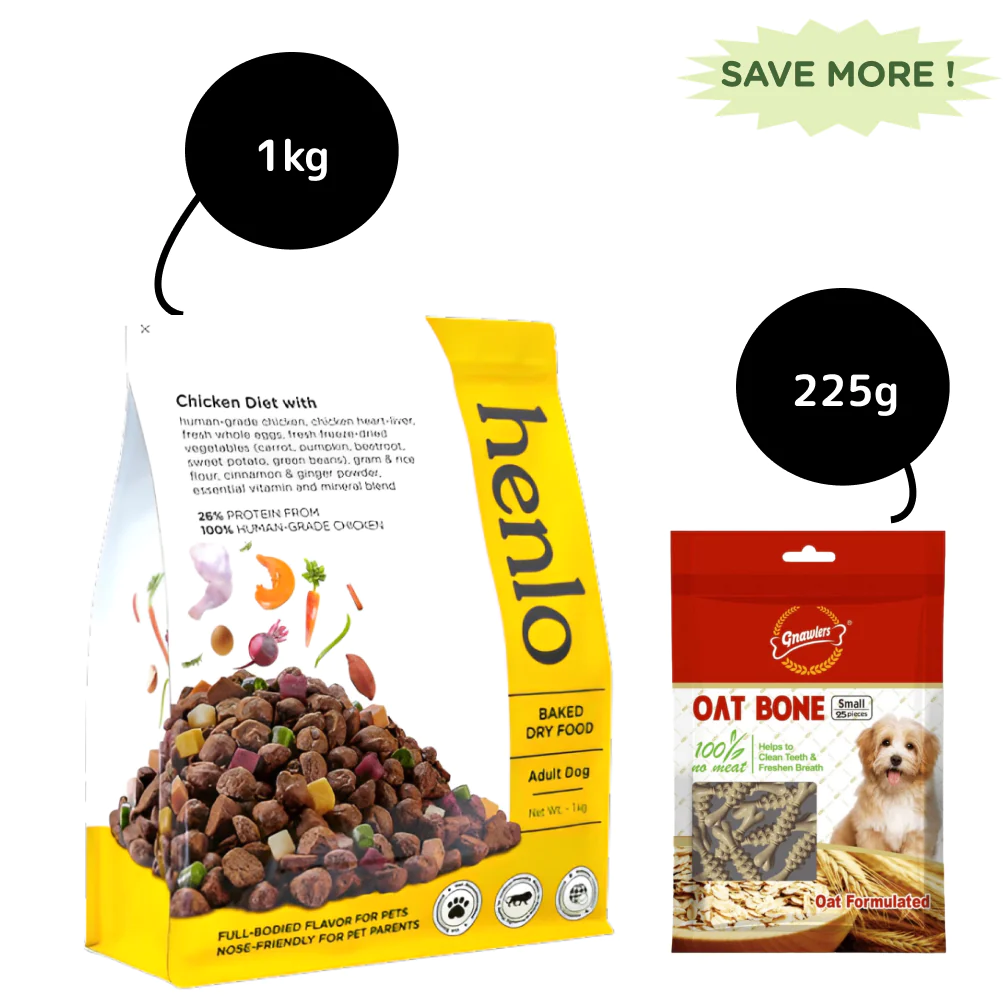 SAVE MORE !
1kg
225g
Chicken Diet with
human-grade chicken, chicken heart-liver,
fresh whole eggs, fresh freeze-dried
vegetables (carrot, pumpkin, beetroot,
sweet potato, green beans), gram & rice
flour, cinnamon & ginger powder,
essential vitamin and mineral blend
26% PROTEIN FROM
100% HUMAN-GRADE CHICKEN
henlo
BAKED
DRY FOOD
Adult Dog
Net Wt. - 1kg
FULL-BODIED FLAVOR FOR PETS
NOSE-FRIENDLY FOR PET PARENTS
Gnawlers
OAT BONE
Small
25 pieces
100%
no meat
Helps to
Clean Teeth &
Freshen Breath
Oat Formulated